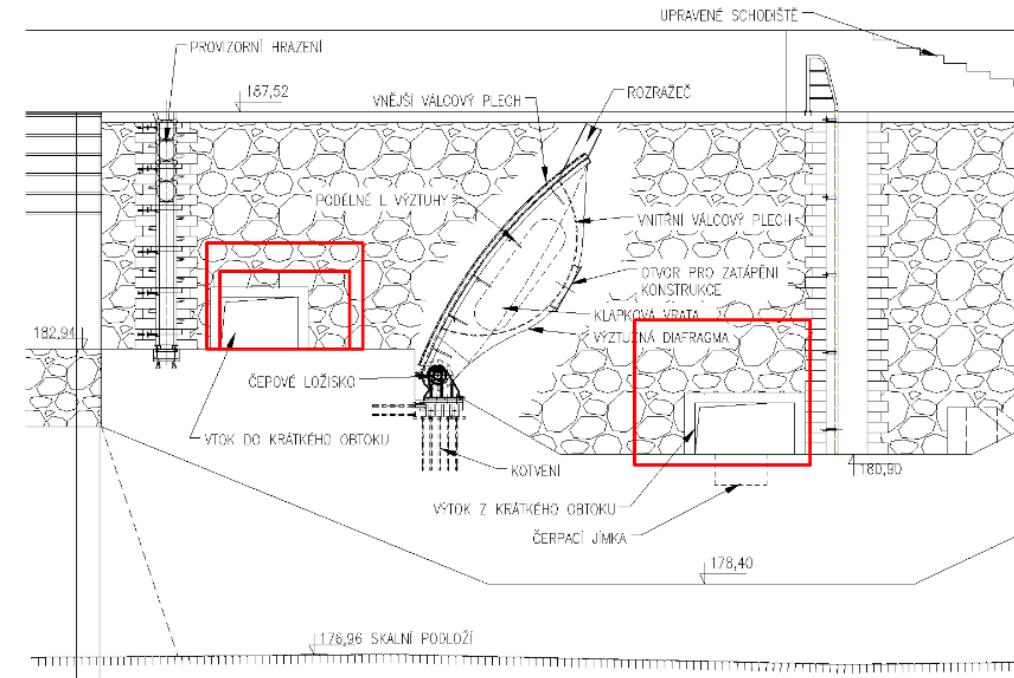 UPRAVENÉ SCHODIŠTĚ
PROVIZORNÍ HRAZENÍ
187,52
VNĚJŠÍ VÁLCOVÝ PLECH
ROZRAŽEČ
PODÉLNÉ L VÝZTUHY
VNITŘNÍ VÁLCOVÝ PLECH
OTVOR PRO ZATÁPĚNÍ
KONSTRUKCE
KLAPKOVÁ VRATA
182,94
VÝZTUŽNÁ DIAFRAGMA
ČEPOVÉ LOŽISKO
VTOK DO KRÁTKÉHO OBTOKU
KOTVENÍ
180,90
VÝTOK Z KRÁTKÉHO OBTOKU
ČERPACÍ JÍMKA
178,40
176,96 SKALNÍ PODLOŽÍ